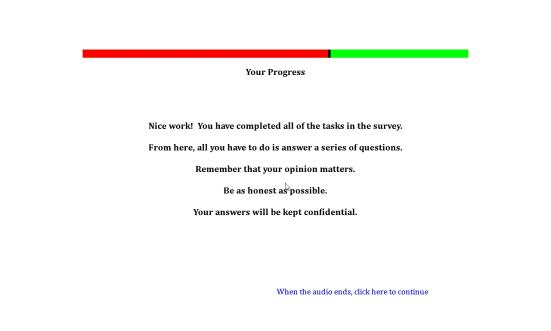 Your Progress
Nice work!  You have completed all of the tasks in the survey.
From here, all you have to do is answer a series of questions.
Remember that your opinion matters.
Be as honest as possible.
Your answers will be kept confidential.
When the audio ends, click here to continue